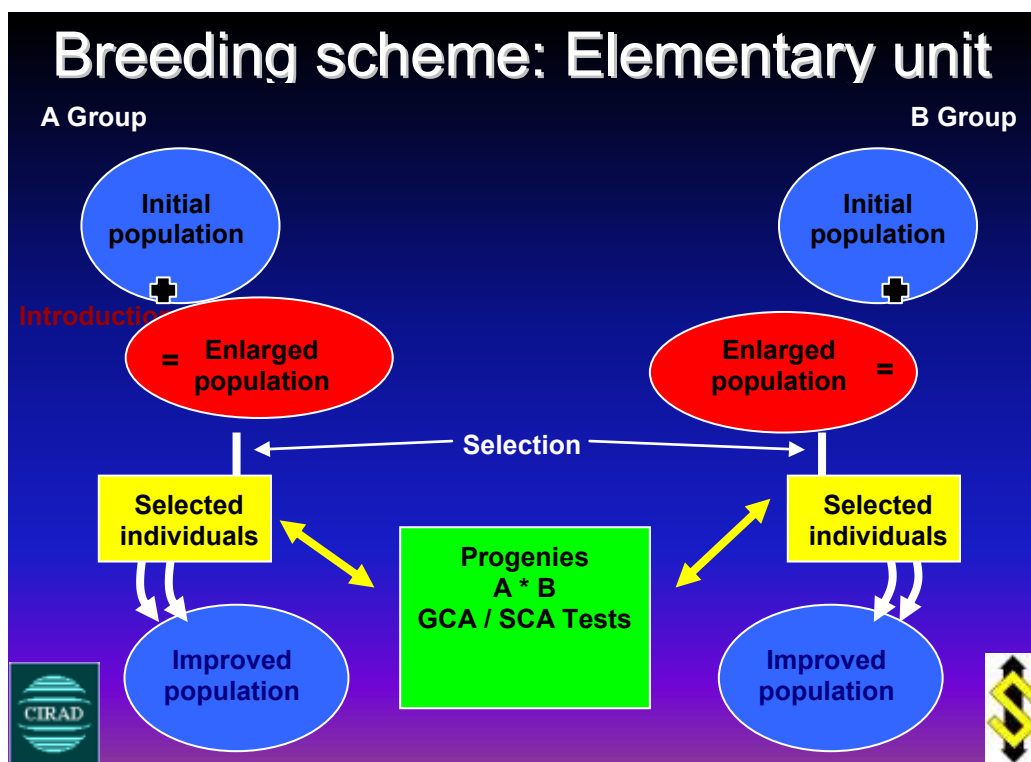 Breeding scheme: Elementary unit
A Group
B Group
Initial
population
Initial
population
Introduction
= Enlarged
population
Enlarged
population =
Selection
Selected
individuals
Selected
individuals
Progenies
A * B
GCA / SCA Tests
Improved
population
Improved
population
CIRAD